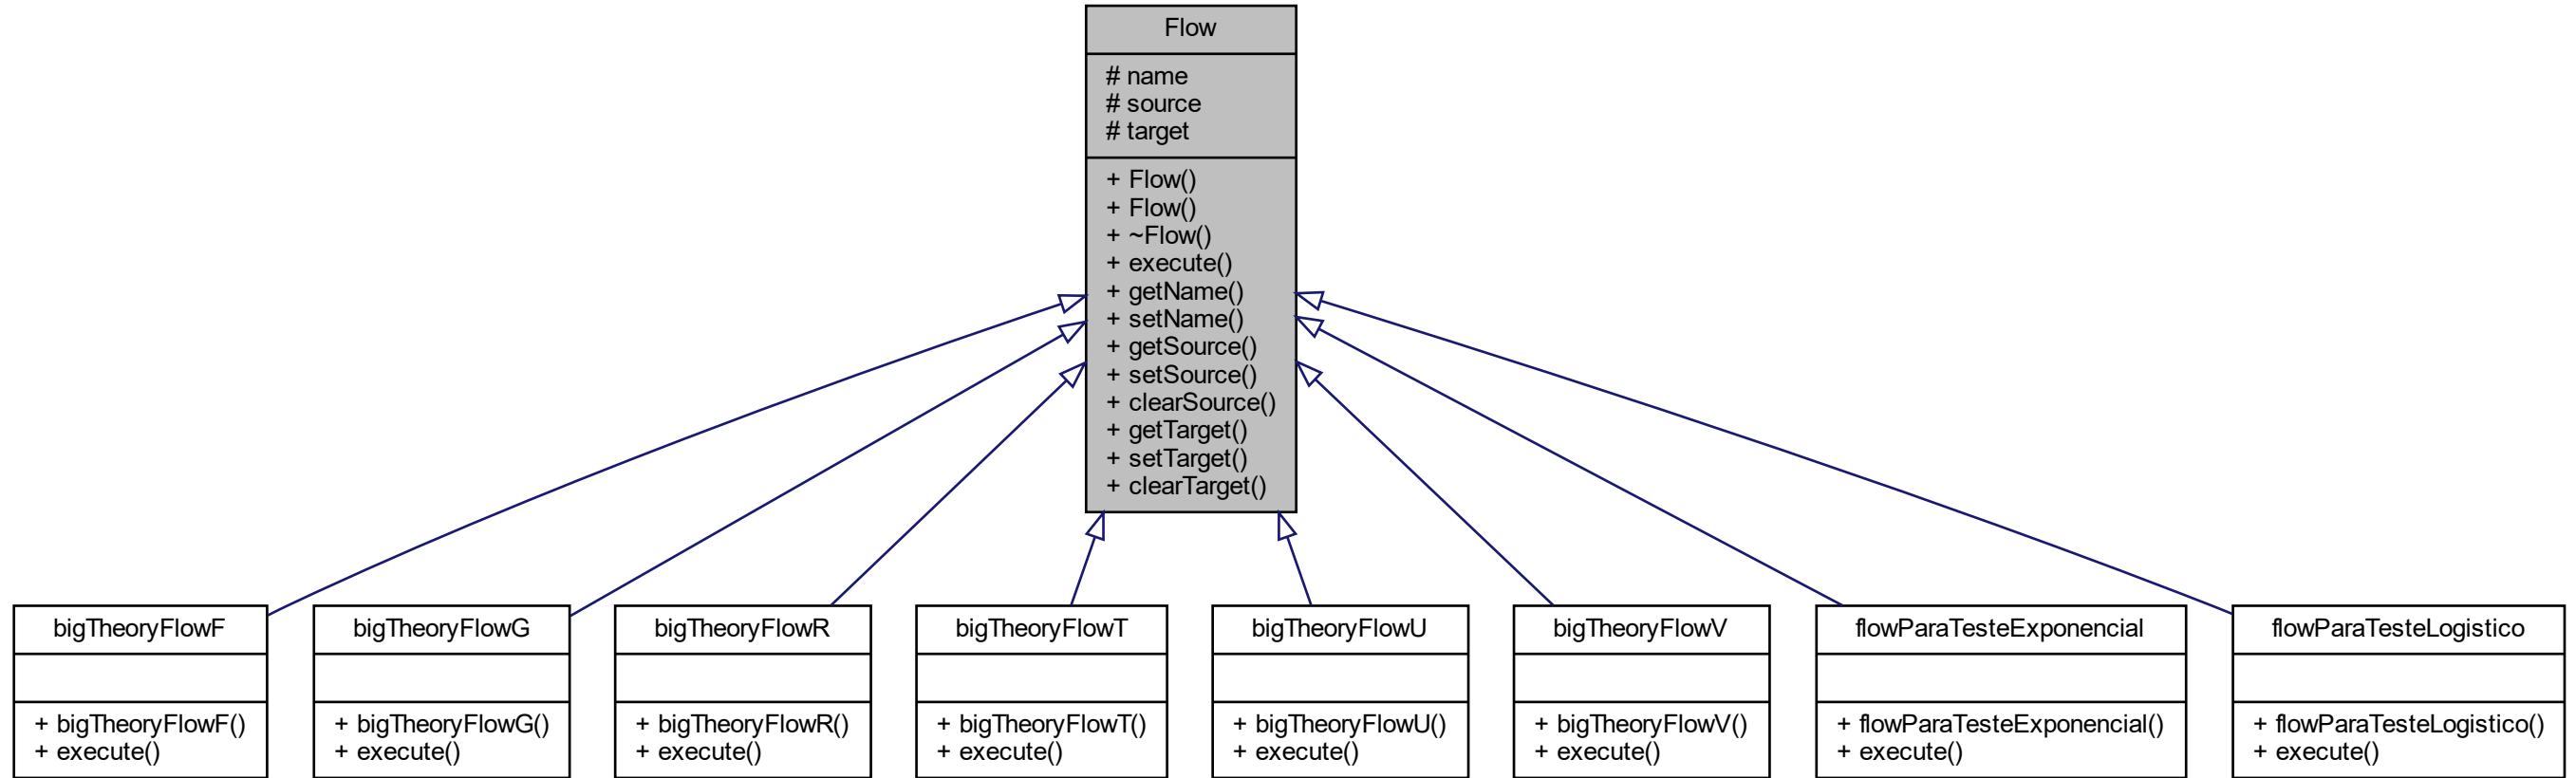 Flow
# name
# source
# target
+ Flow()
+ Flow()
+ ~Flow()
+ execute()
+ getName()
+ setName()
+ getSource()
+ setSource()
+ clearSource()
+ getTarget()
+ setTarget()
+ clearTarget()
bigTheoryFlowF
+ bigTheoryFlowF()
+ execute()
bigTheoryFlowG
+ bigTheoryFlowG()
+ execute()
bigTheoryFlowR
+ bigTheoryFlowR()
+ execute()
bigTheoryFlowT
+ bigTheoryFlowT()
+ execute()
bigTheoryFlowU
+ bigTheoryFlowU()
+ execute()
bigTheoryFlowV
+ bigTheoryFlowV()
+ execute()
flowParaTesteExponencial
+ flowParaTesteExponencial()
+ execute()
flowParaTesteLogistico
+ flowParaTesteLogistico()
+ execute()